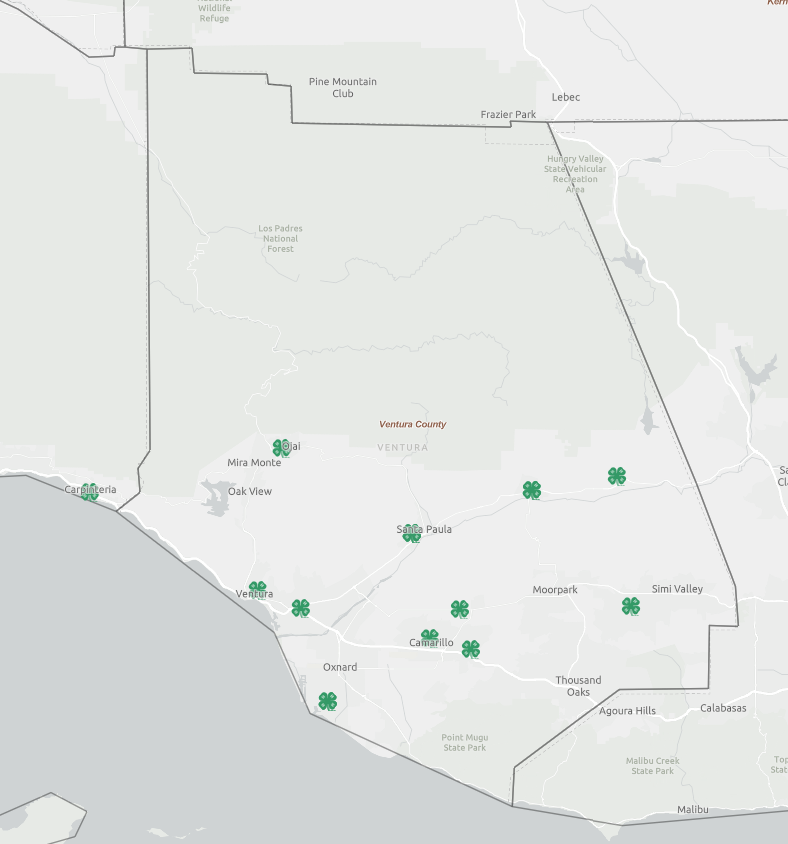 National
Wildlife
Refuge
Pine Mountain
Club
Lebec
Frazier Park
Hungry Valley
State Vehicular
Recreation
Area
Los Padres
National
Forest
Ventura County
VENTURA
Ojai
Mira Monte
Carpinteria
Oak View
Santa Paula
Ventura
Moorpark
Simi Valley
Camarillo
Oxnard
Thousand
Oaks
Agoura Hills
Calabasas
Point Mugu
State Park
Malibu Creek
State Park
Malibu